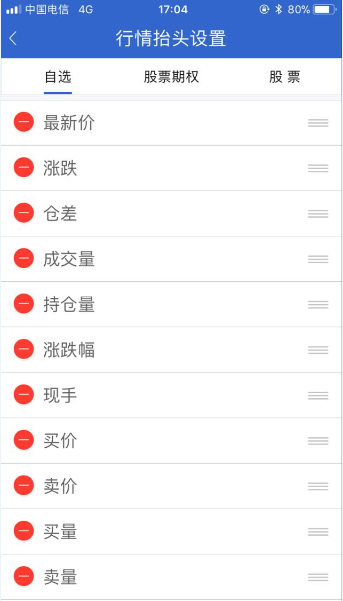 中国电信 4G 17:04 80%
行情抬头设置
自选 股票期权 股 票
最新价
涨跌
仓差
成交量
持仓量
涨跌幅
现手
买价
卖价
买量
卖量